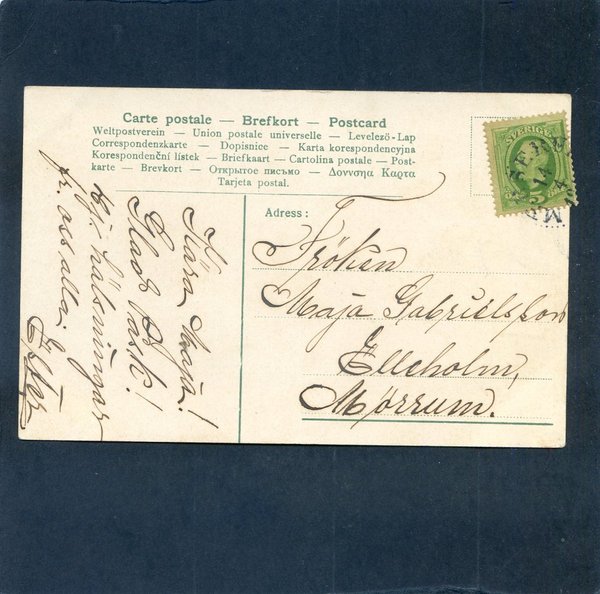 Carte postale — Brefkort — Postcard
Weltpostverein — Union postale universelle — Levelező-Lap
Correspondenzkarte — Dopisnice — Karta korespondencyjna
Korespondenční lístek — Briefkaart — Cartolina postale — Post-
karte — Brevkort — Открытое письмо — Δονυσηα Καρτα
Tarjeta postal.
SVERIGE
5
Adress:
Fröken
Maja Gabrielsson
Elleholm,
Mörrum.
Kära Maja!
Glad Påsk!
Hj. hälsningar
fr. oss alla.
Ester